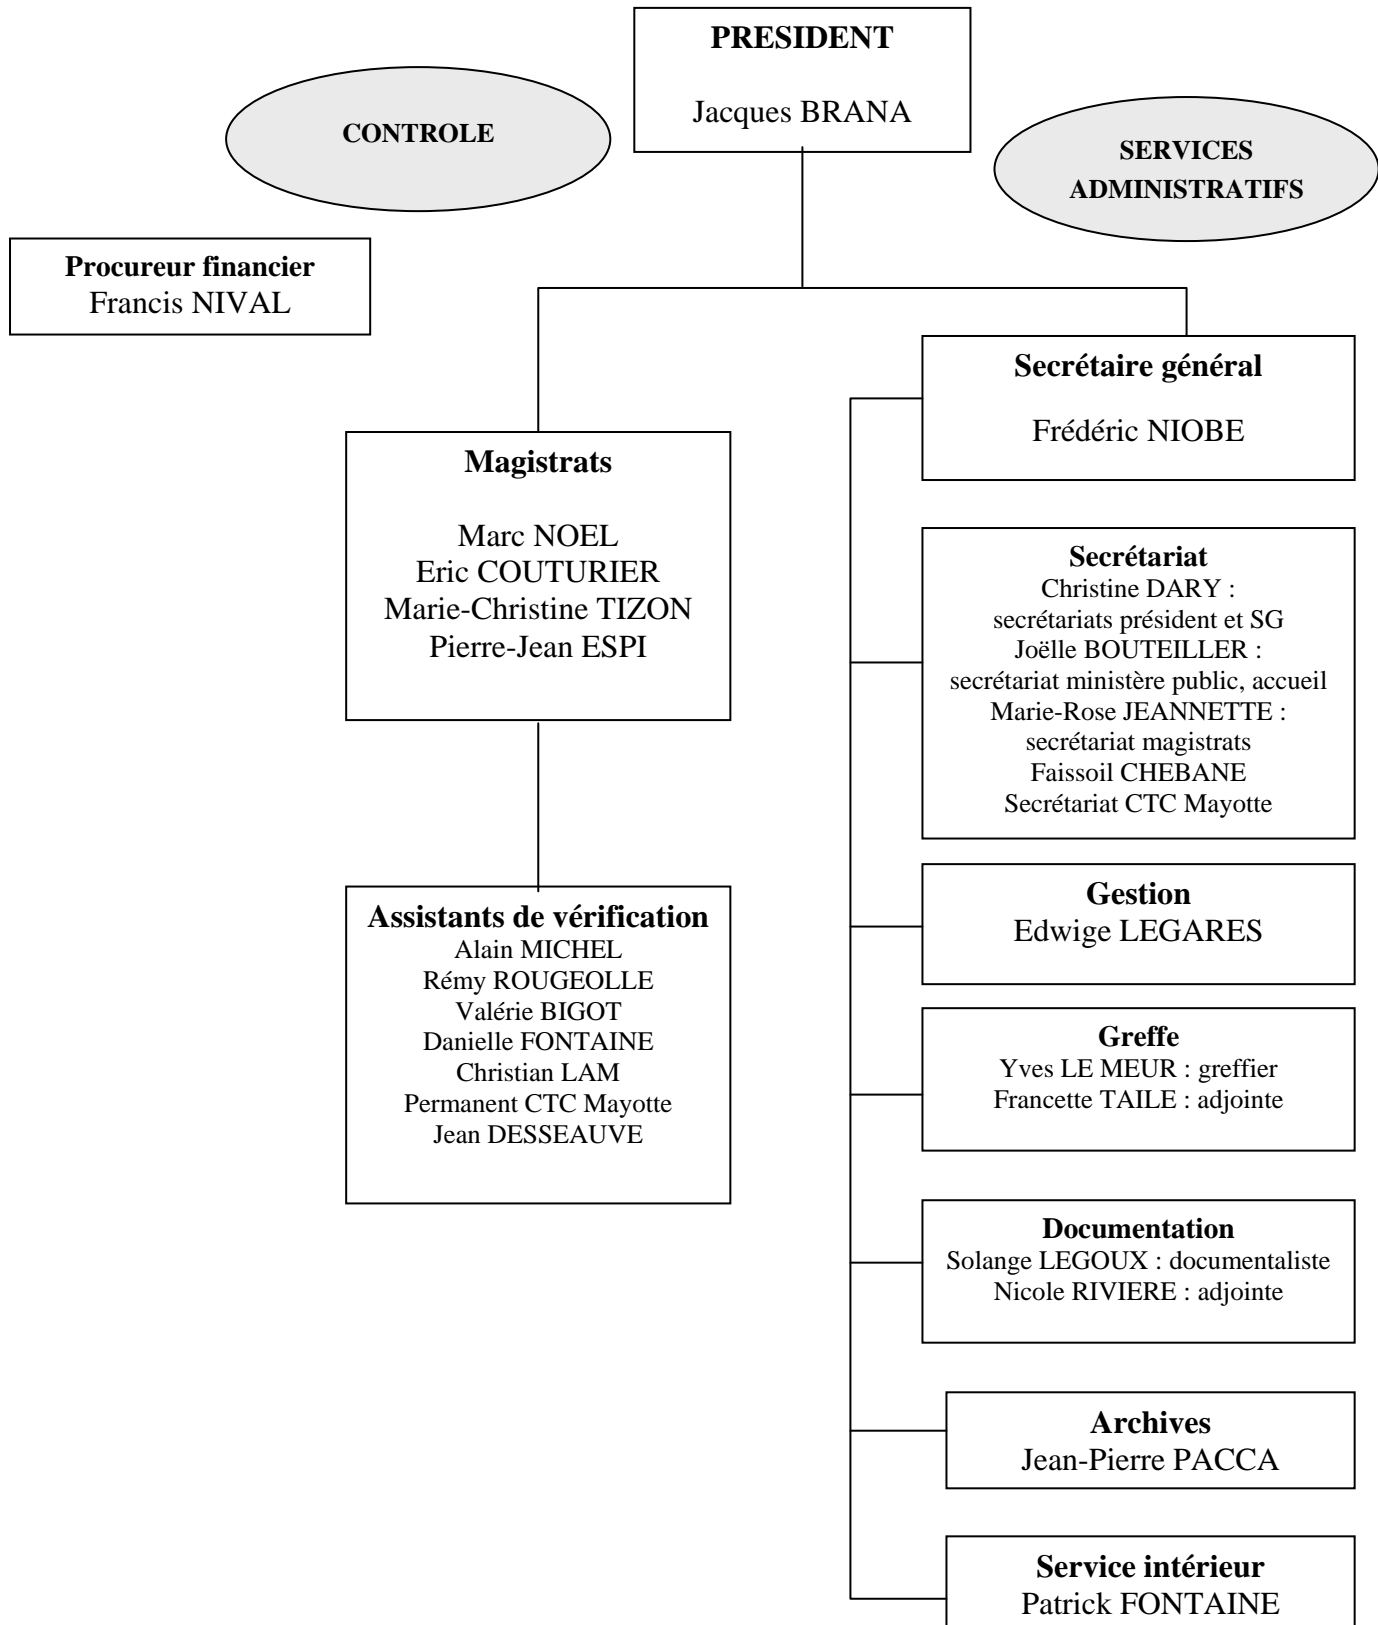 PRESIDENT
Jacques BRANA
CONTROLE
SERVICES
ADMINISTRATIFS
Procureur financier
Francis NIVAL
Magistrats
Marc NOEL
Eric COUTURIER
Marie-Christine TIZON
Pierre-Jean ESPI
Assistants de vérification
Alain MICHEL
Rémy ROUGEOLLE
Valérie BIGOT
Danielle FONTAINE
Christian LAM
Permanent CTC Mayotte
Jean DESSEAUVE
Secrétaire général
Frédéric NIOBE
Secrétariat
Christine DARY :
secrétariats président et SG
Joëlle BOUTEILLER :
secrétariat ministère public, accueil
Marie-Rose JEANNETTE :
secrétariat magistrats
Faissoil CHEBANE
Secrétariat CTC Mayotte
Gestion
Edwige LEGARES
Greffe
Yves LE MEUR : greffier
Francette TAILE : adjointe
Documentation
Solange LEGOUX : documentaliste
Nicole RIVIERE : adjointe
Archives
Jean-Pierre PACCA
Service intérieur
Patrick FONTAINE